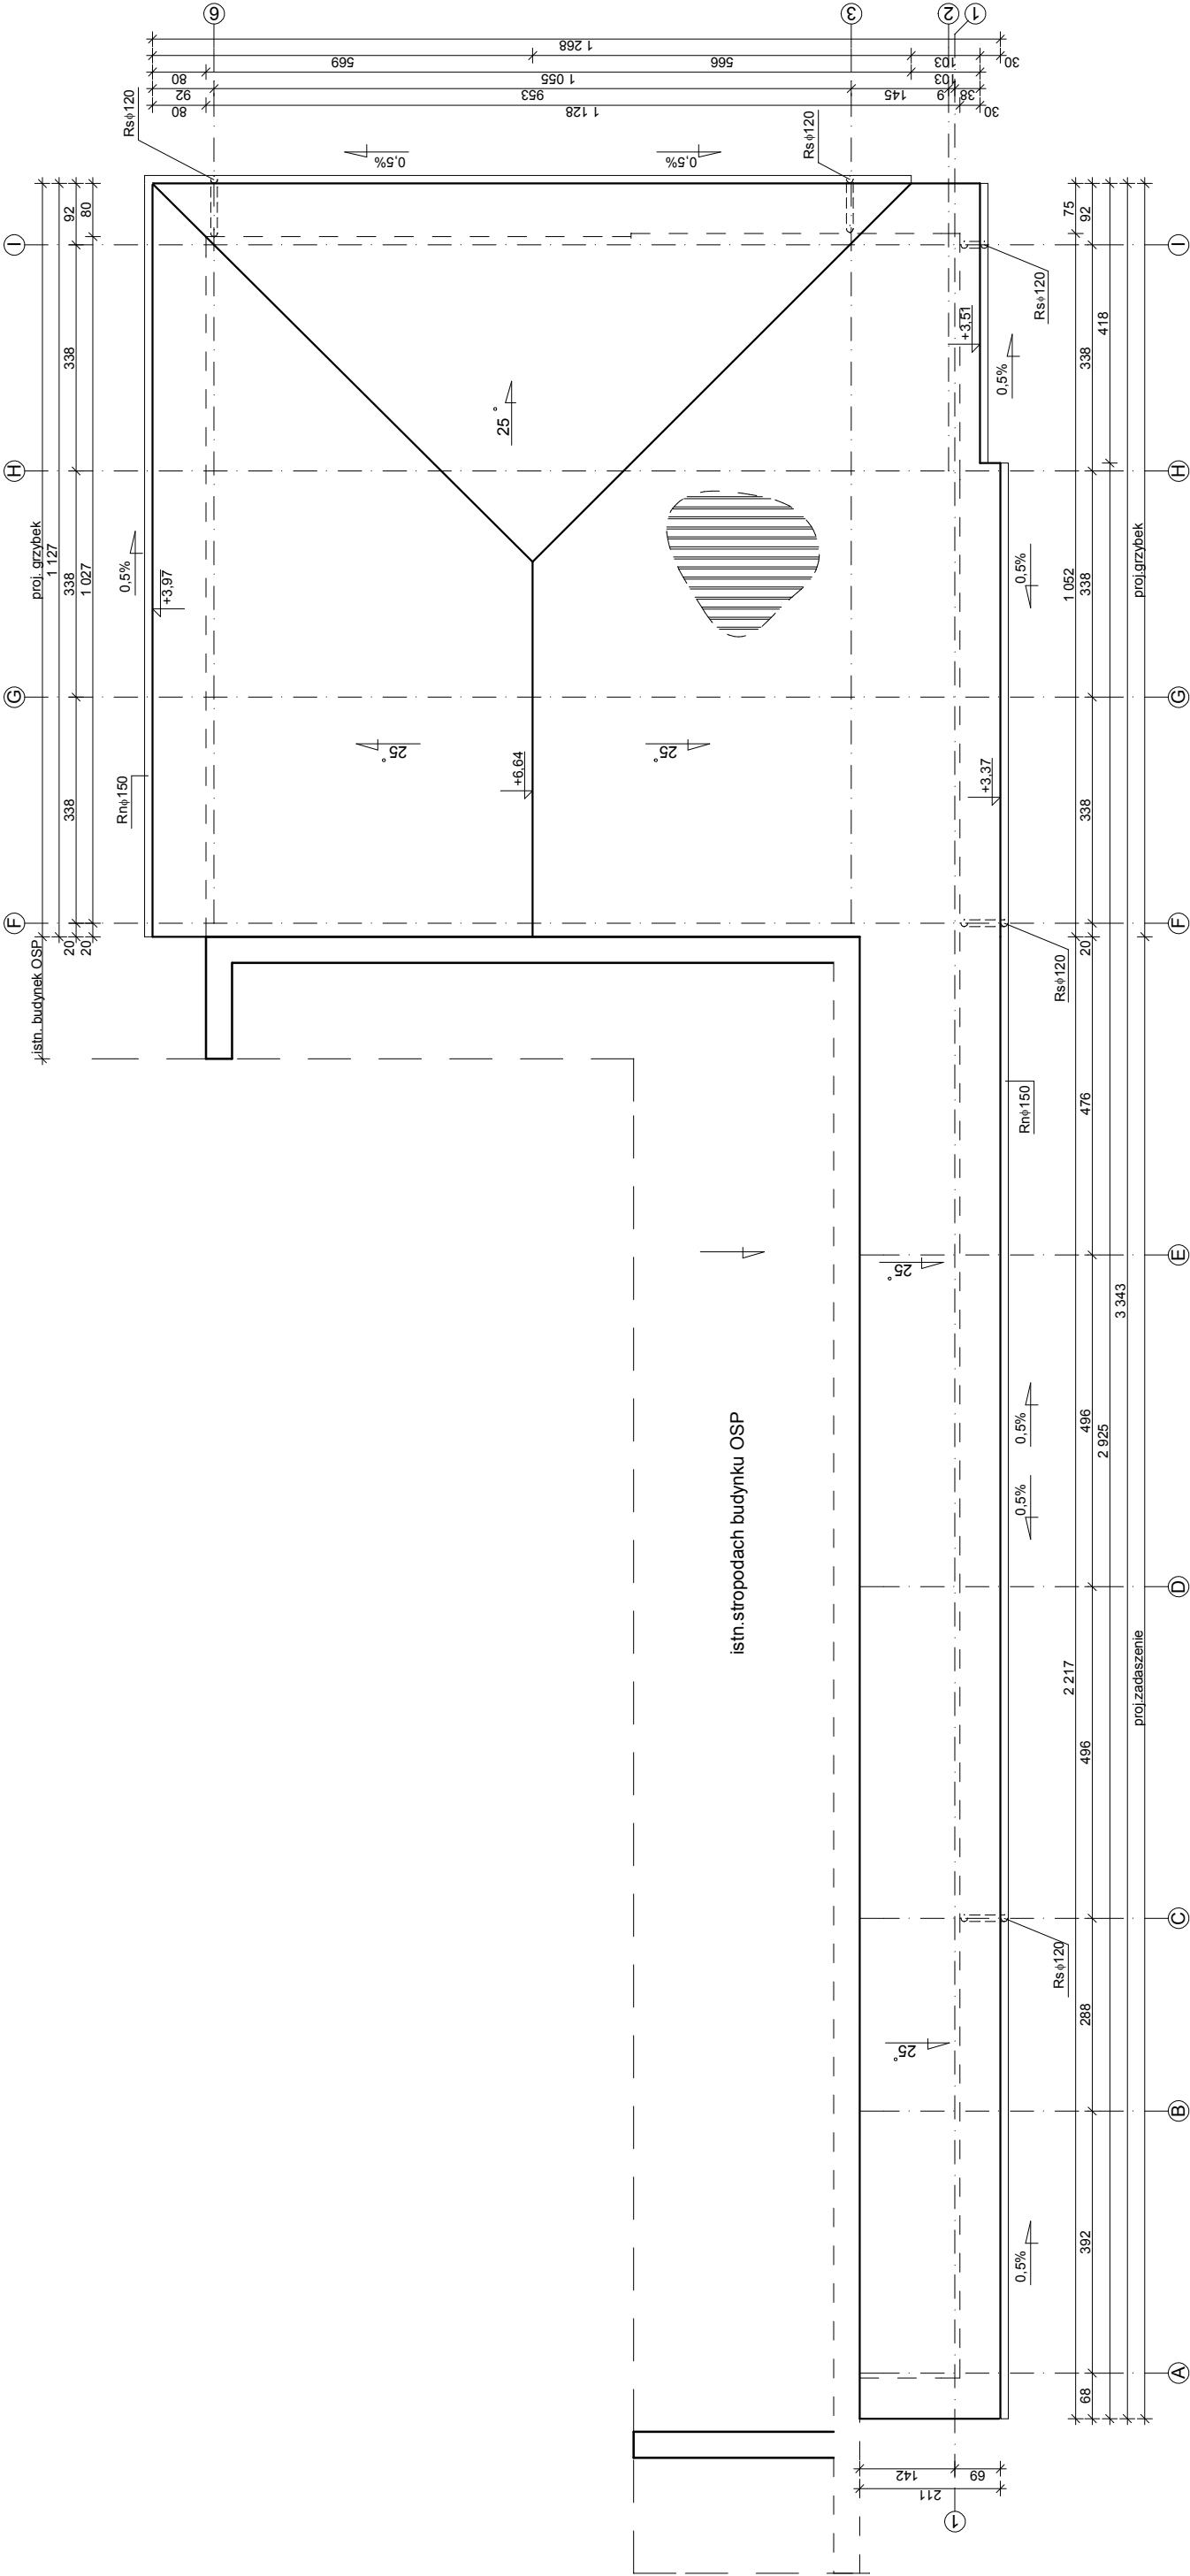 6
3
2
1
1 268
569
566
103
30
80
1 055
103
92
953
145
9
38
80
1 128
30
Rsϕ120
Rsϕ120
0,5%
0,5%
I
92
80
75
92
I
Rsϕ120
+3,51
0,5%
418
338
338
25°
H
H
proj. grzybek
1 127
338
1 027
0,5%
+3,97
0,5%
1 052
338
proj.grzybek
G
G
25°
25°
Rnϕ150
338
+6,64
+3,37
338
F
F
istn. budynek OSP
20
20
20
Rsϕ120
Rnϕ150
476
E
25°
3 343
istn.stropodach budynku OSP
0,5%
496
2 925
0,5%
D
2 217
496
proj.zadaszenie
C
Rsϕ120
288
25°
B
0,5%
392
A
68
142
69
211
1